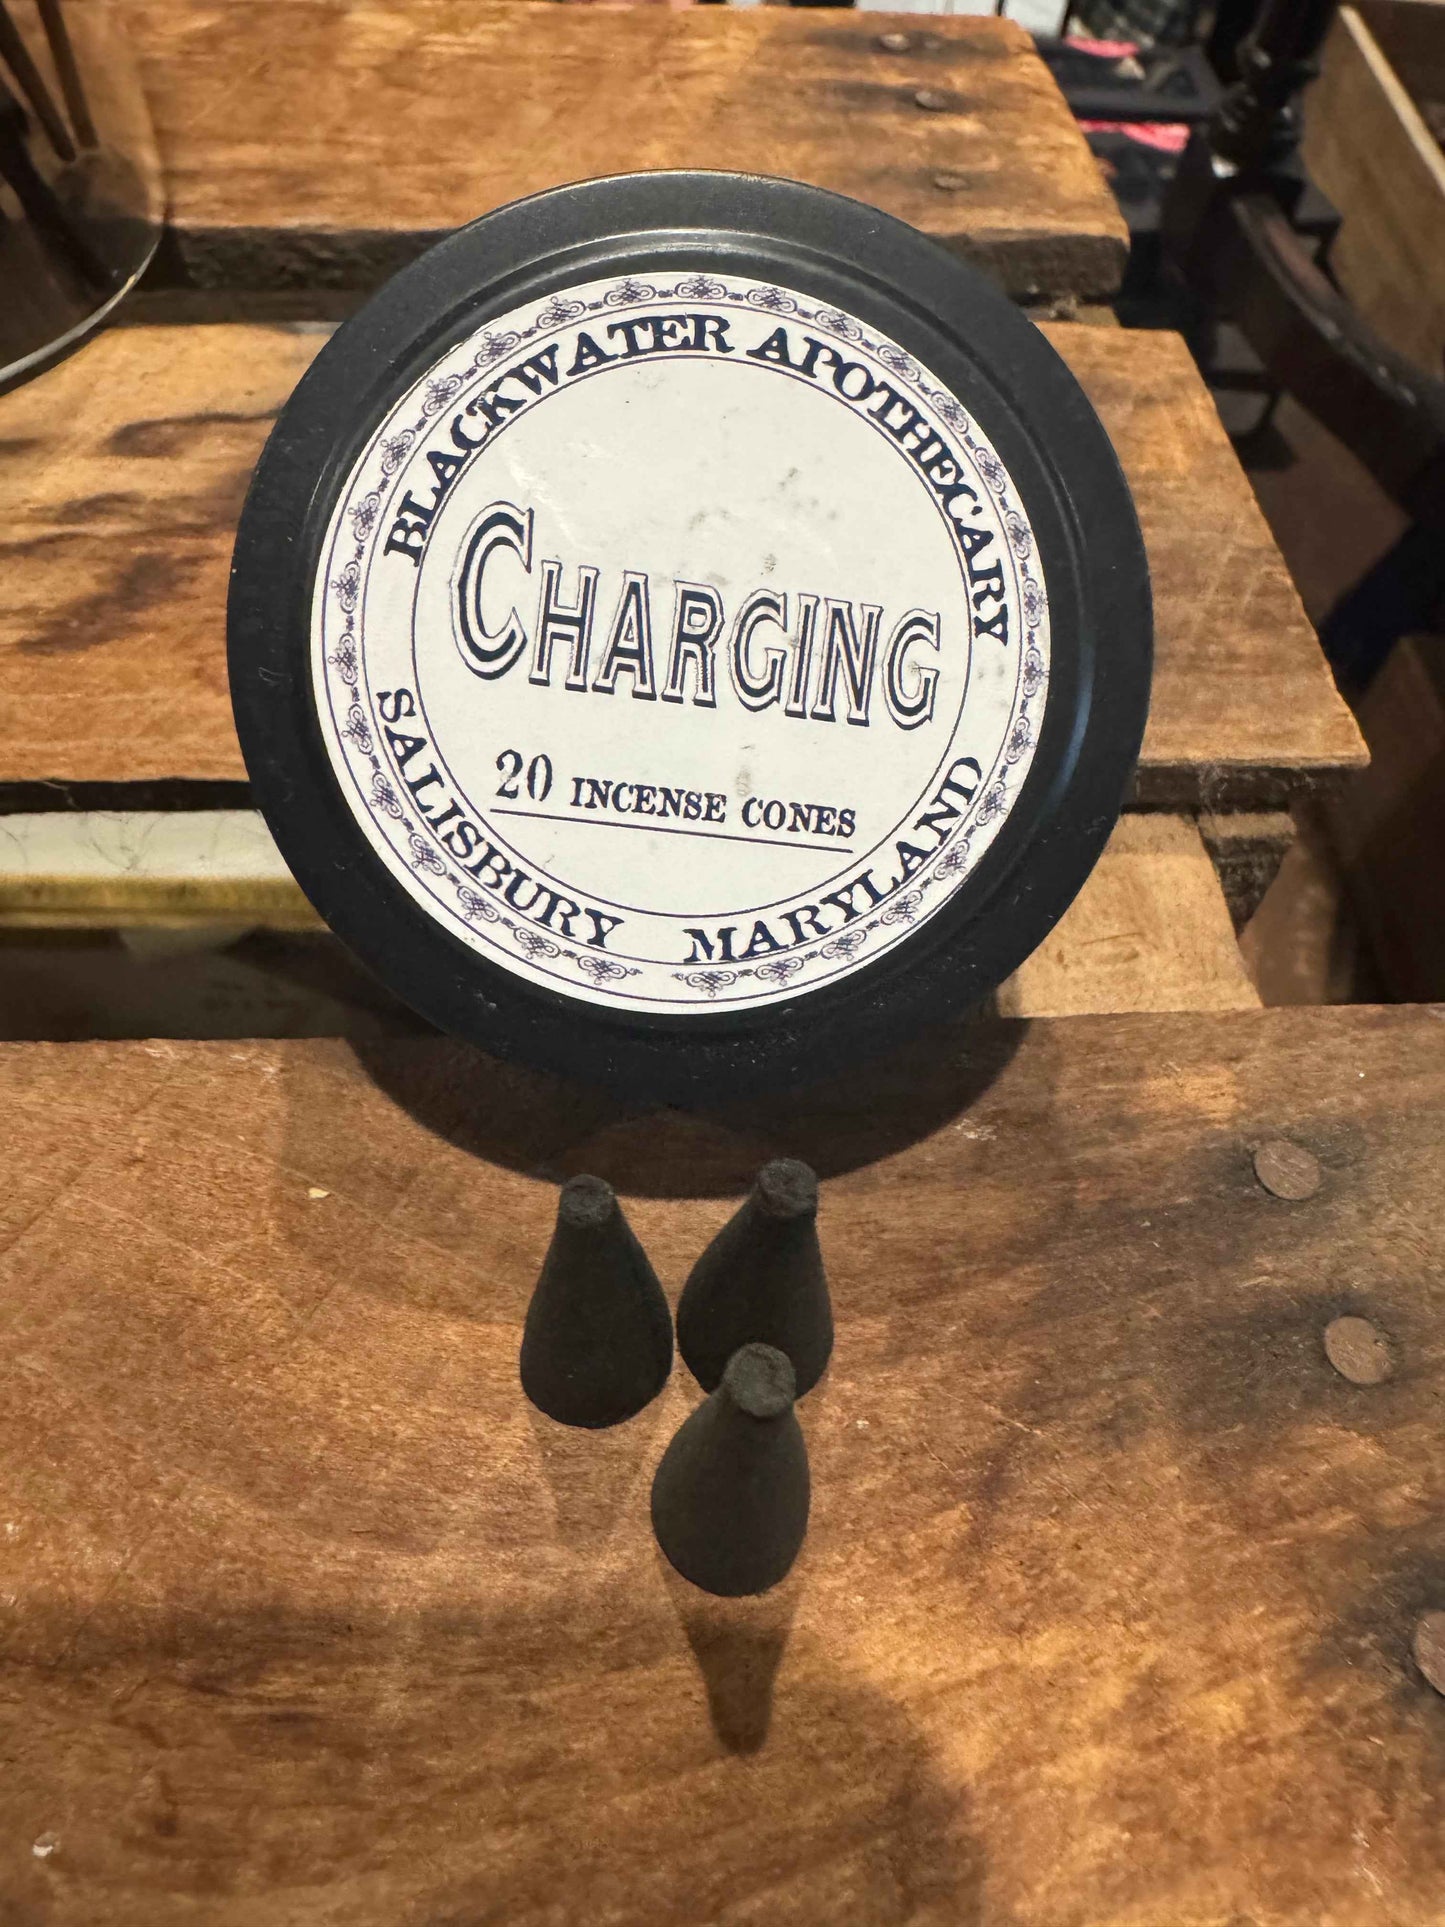 BLACKWATER APOTHECARY
CHARGING
20 INCENSE CONES
SALISBURY MARYLAND